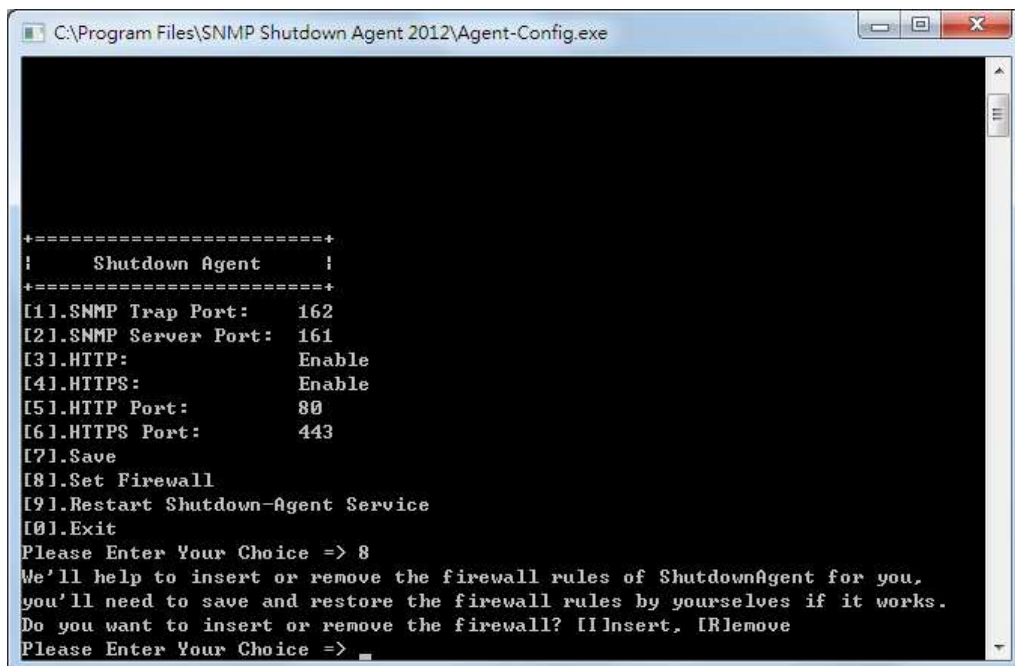 C:\Program Files\SNMP Shutdown Agent 2012\Agent-Config.exe
+========================+
¦ Shutdown Agent ¦
+========================+
[1].SNMP Trap Port: 162
[2].SNMP Server Port: 161
[3].HTTP: Enable
[4].HTTPS: Enable
[5].HTTP Port: 80
[6].HTTPS Port: 443
[7].Save
[8].Set Firewall
[9].Restart Shutdown-Agent Service
[0].Exit
Please Enter Your Choice => 8
We'll help to insert or remove the firewall rules of ShutdownAgent for you,
you'll need to save and restore the firewall rules by yourselves if it works.
Do you want to insert or remove the firewall? [I]nsert, [R]emove
Please Enter Your Choice => _